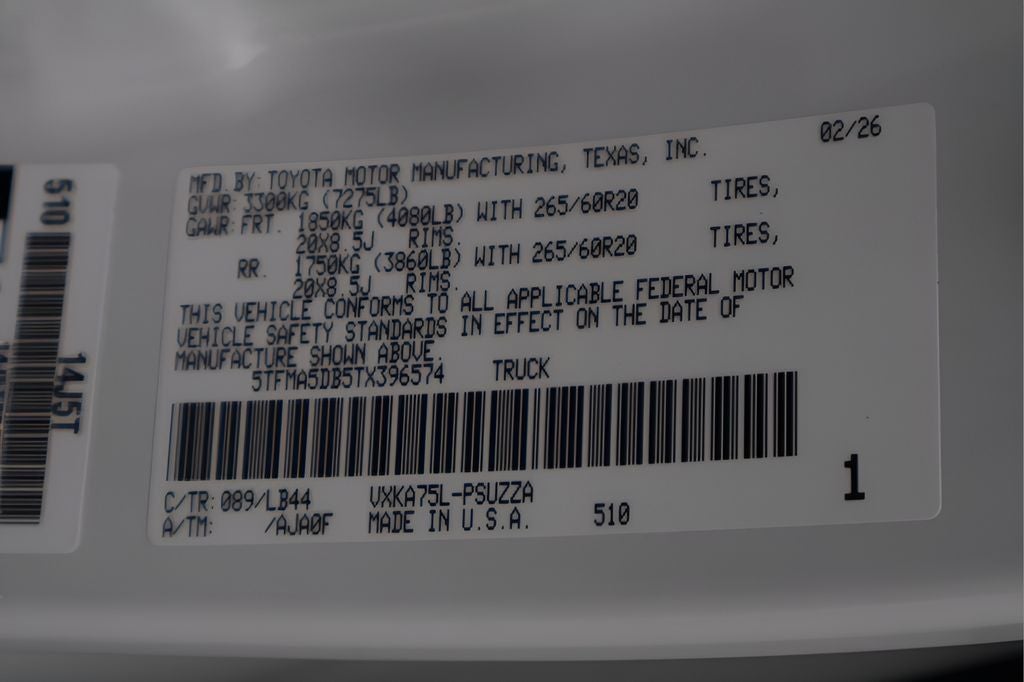 MFD.BY:TOYOTA MOTOR MANUFACTURING, TEXAS, INC. 02/26
GVWR:3300KG (7275LB)
GAWR:FRT. 1850KG (4080LB) WITH 265/60R20 TIRES,
20X8.5J RIMS.
RR. 1750KG (3860LB) WITH 265/60R20 TIRES,
20X8.5J RIMS.
THIS VEHICLE CONFORMS TO ALL APPLICABLE FEDERAL MOTOR
VEHICLE SAFETY STANDARDS IN EFFECT ON THE DATE OF
MANUFACTURE SHOWN ABOVE.
5TFMA5DB5TX396574 TRUCK
C/TR:089/LB44 VXKA75L-PSUZZA
A/TM: /AJA0F MADE IN U.S.A. 510
1
510
14J5T